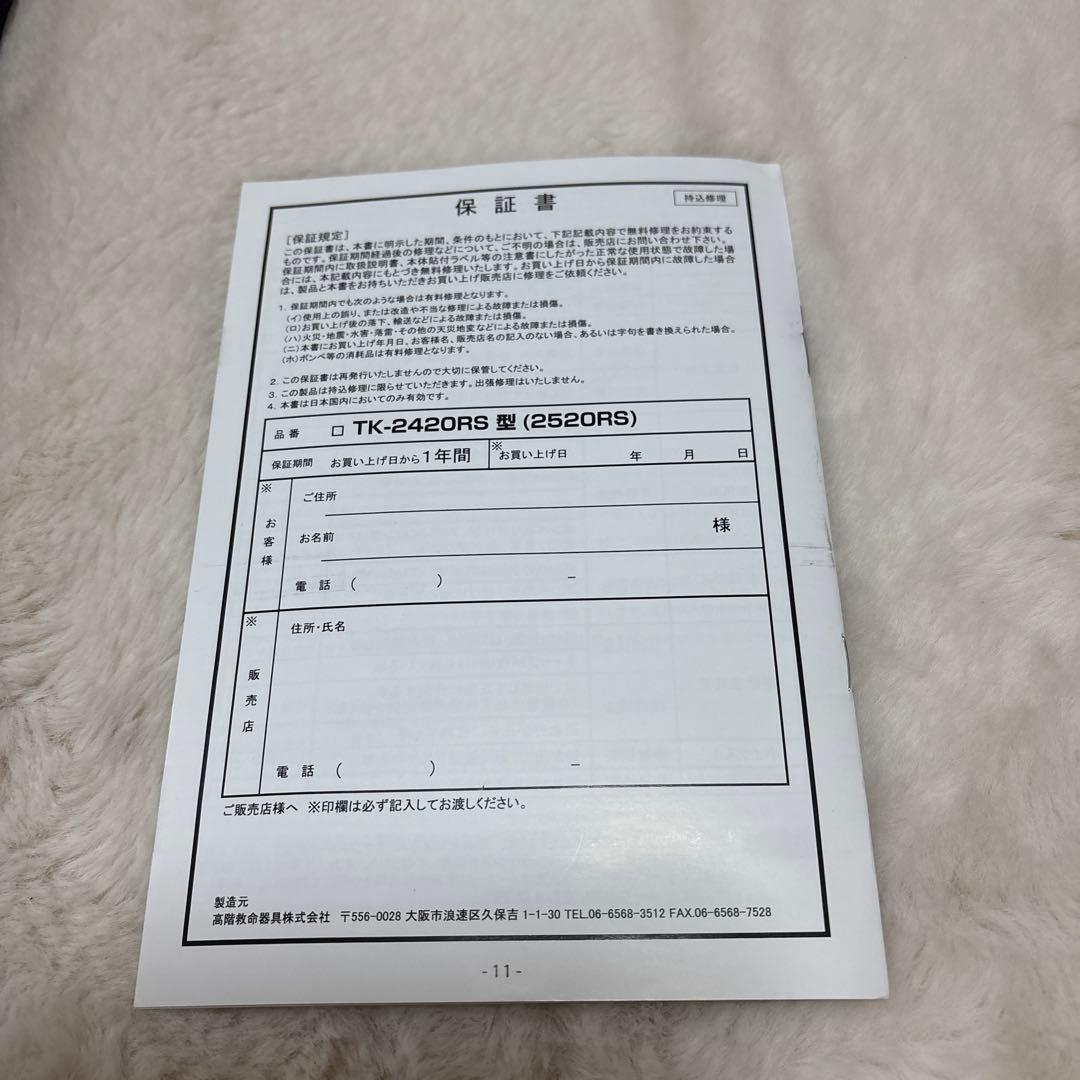 保証書
持込修理
[保証規定]
この保証書は、本書に明示した期間、条件のもとにおいて、下記記載内容で無料修理をお約束する
ものです。保証期間経過後の修理などについて、ご不明の場合は、販売店にお問い合わせ下さい。
保証期間内に取扱説明書、本体貼付ラベル等の注意書にしたがった正常な使用状態で故障した場
合には、本記載内容にもとづき無料修理いたします。お買い上げ日から保証期間内に故障した場合
は、製品と本書をお持ちいただきお買い上げ販売店に修理をご依頼ください。
1. 保証期間内でも次のような場合は有料修理となります。
(イ)使用上の誤り、または改造や不当な修理による故障または損傷。
(ロ)お買い上げ後の落下、輸送などによる故障または損傷。
(ハ)火災・地震・水害・落雷・その他の天災地変などによる故障または損傷。
(ニ)本書にお買い上げ年月日、お客様名、販売店名の記入のない場合、あるいは字句を書き換えられた場合。
(ホ)ボンベ等の消耗品は有料修理となります。
2. この保証書は再発行いたしませんので大切に保管してください。
3. この製品は持込修理に限らせていただきます。出張修理はいたしません。
4. 本書は日本国内においてのみ有効です。
品番 □ TK-2420RS 型 (2520RS)
保証期間 お買い上げ日から1年間 ※お買い上げ日 年 月 日
※お客様
ご住所
お名前 様
電話 ( ) −
※販売店
住所・氏名
電話 ( ) −
ご販売店様へ ※印欄は必ず記入してお渡しください。
製造元
高階救命器具株式会社 〒556-0028 大阪市浪速区久保吉1-1-30 TEL.06-6568-3512 FAX.06-6568-7528
- 11 -